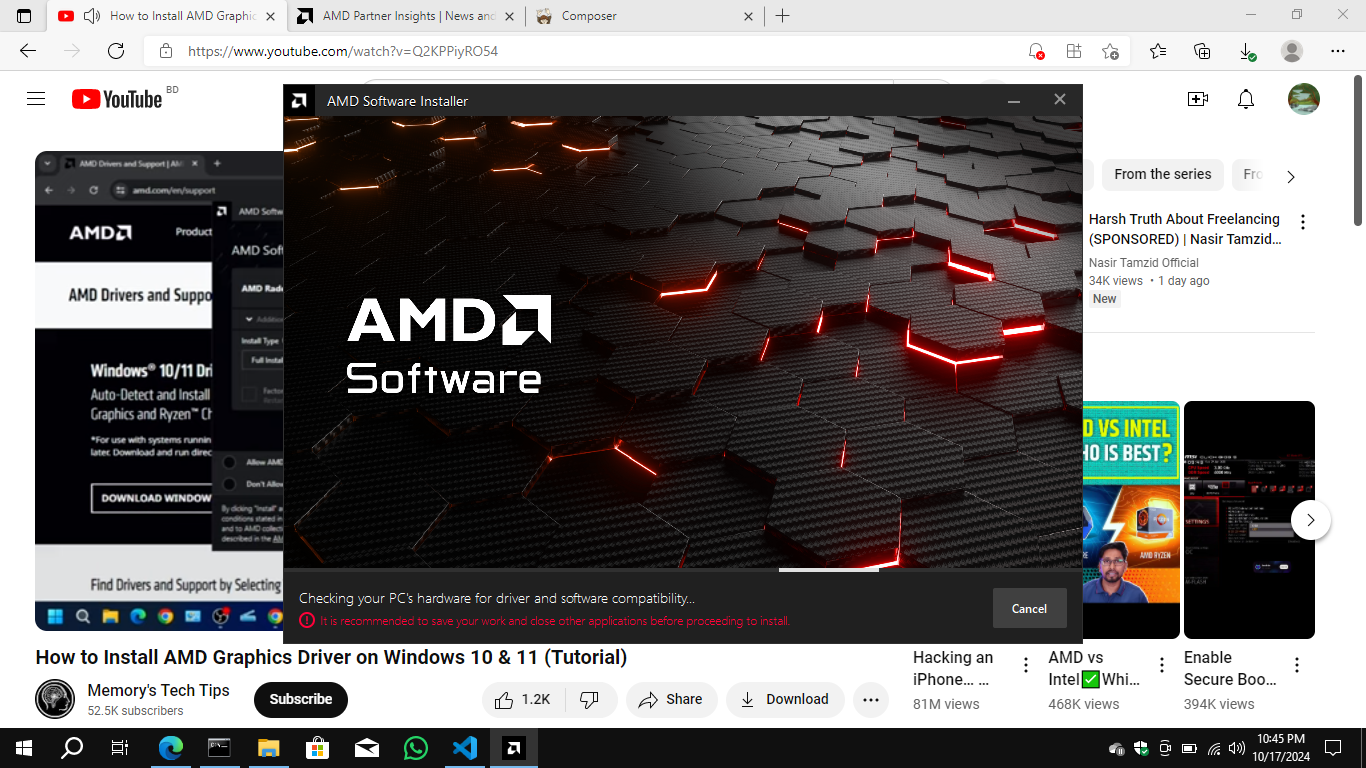 How to Install AMD Graphic
AMD Partner Insights | News and
Composer
https://www.youtube.com/watch?v=Q2KPPiyRO54
YouTube
BD
AMD Software Installer
AMD Drivers and Support | AM
amd.com/en/support
AMD Softw
AMD
Product
AMD Sof
AMD Drivers and Suppo
AMD Rade
Additio
Install Type
Full Instal
Factor
Windows® 10/11 Dri
Auto-Detect and Install
Graphics and Ryzen™ Ch
*For use with systems runnin
later. Download and run direc
Allow AMD
Don't Allow
DOWNLOAD WINDOW
By clicking "Install" a
conditions stated in
and to AMD collect
described in the AM
Find Drivers and Support by Selecting
AMD
Software
Checking your PC's hardware for driver and software compatibility...
It is recommended to save your work and close other applications before proceeding to install.
Cancel
From the series
Fro
Harsh Truth About Freelancing
(SPONSORED) | Nasir Tamzid...
Nasir Tamzid Official
34K views • 1 day ago
New
D VS INTEL
HO IS BEST?
AMD RYZEN
SETTINGS
How to Install AMD Graphics Driver on Windows 10 & 11 (Tutorial)
Memory's Tech Tips
52.5K subscribers
Subscribe
1.2K
Share
Download
Hacking an
iPhone... ...
81M views
AMD vs
Intel✅Whi...
468K views
Enable
Secure Boo...
394K views
10:45 PM
10/17/2024